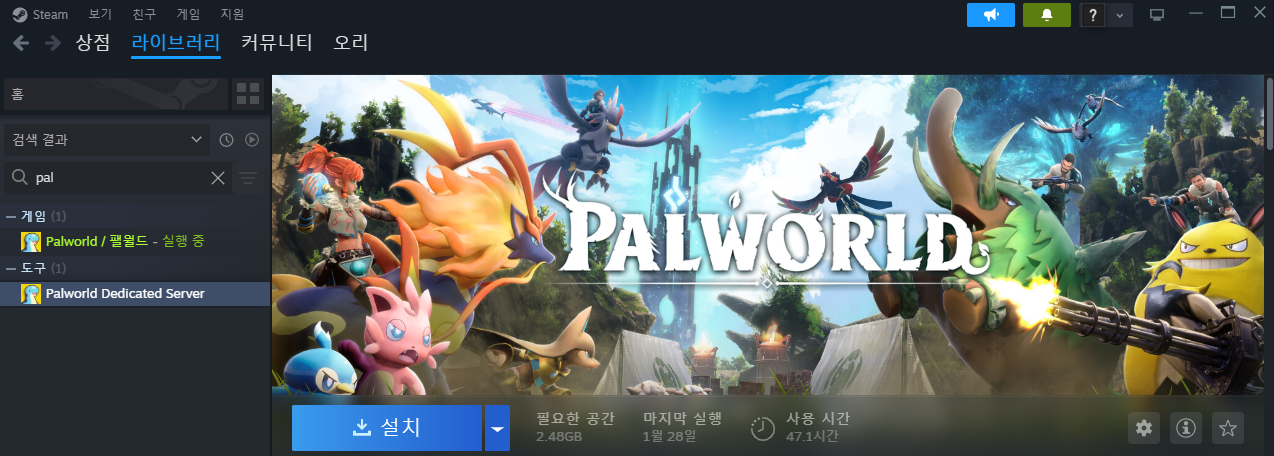 Steam 보기 친구 게임 지원
?
상점 라이브러리 커뮤니티 오리
홈
검색 결과
pal
게임 (1)
Palworld / 팰월드 - 실행 중
도구 (1)
Palworld Dedicated Server
PALWORLD
설치
필요한 공간 마지막 실행 사용 시간
2.48GB 1월 28일 47.1시간